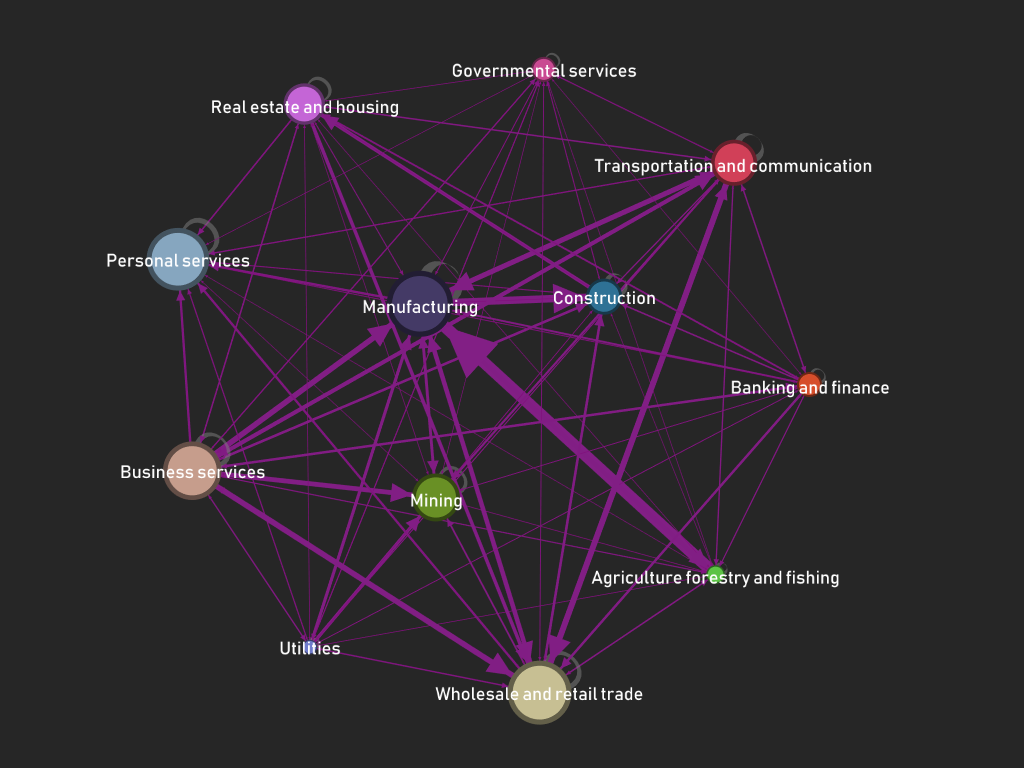 Governmental services
Real estate and housing
Transportation and communication
Personal services
Manufacturing
Construction
Banking and finance
Business services
Mining
Agriculture forestry and fishing
Utilities
Wholesale and retail trade